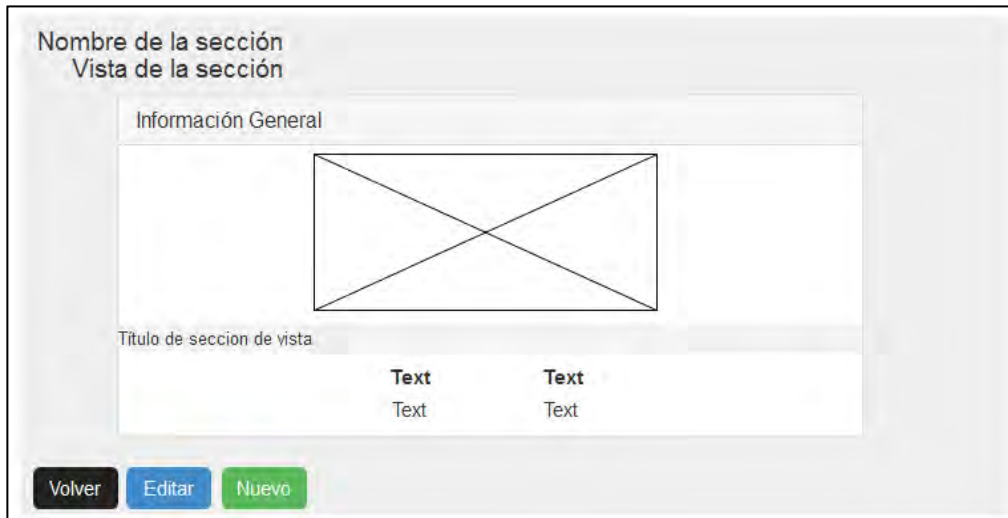 Nombre de la sección
Vista de la sección
Información General
Título de seccion de vista
Text Text
Text Text
Volver Editar Nuevo